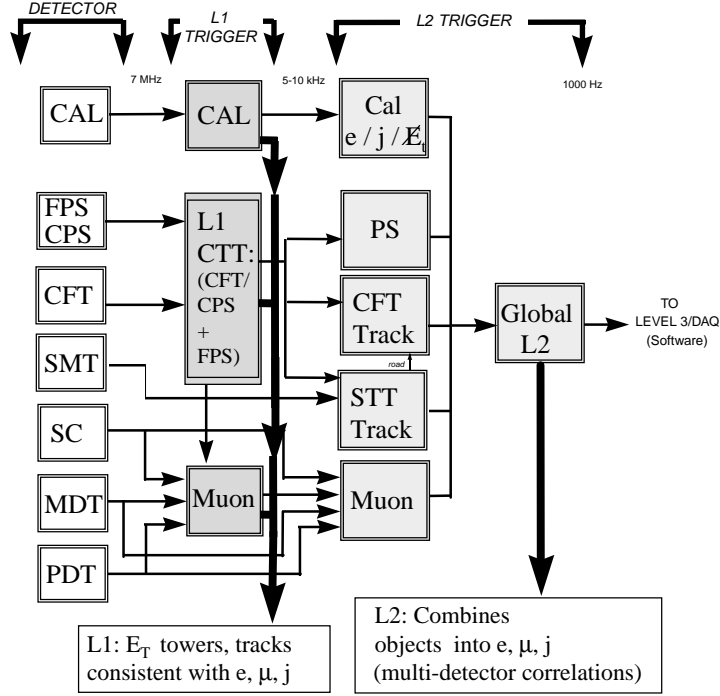 DETECTOR
L1
TRIGGER
L2 TRIGGER
7 MHz
5-10 kHz
1000 Hz
CAL
CAL
Cal
e / j / E̸t
FPS
CPS
L1
CTT:
(CFT/
CPS
+
FPS)
PS
CFT
CFT
Track
Global
L2
TO
LEVEL 3/DAQ
(Software)
SMT
road
STT
Track
SC
MDT
Muon
Muon
PDT
L1: ET towers, tracks
consistent with e, μ, j
L2: Combines
objects into e, μ, j
(multi-detector correlations)